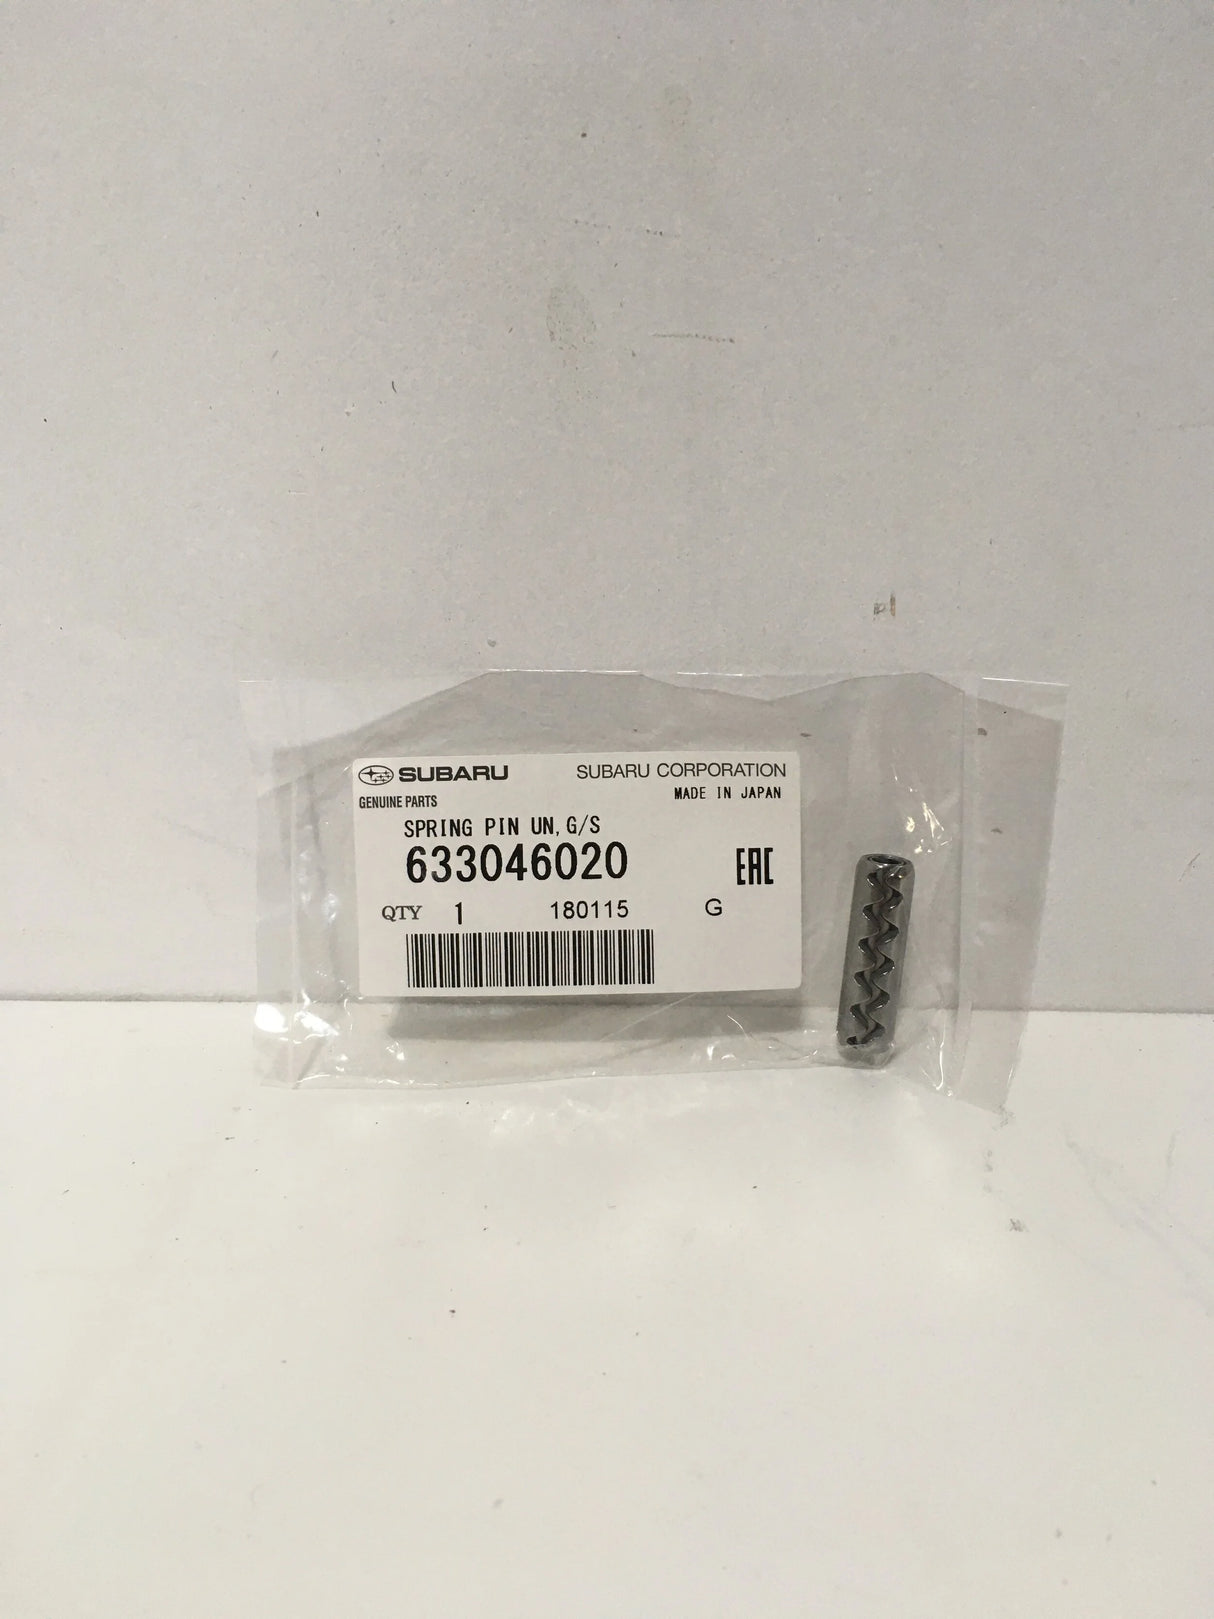 SUBARU SUBARU CORPORATION
GENUINE PARTS MADE IN JAPAN
SPRING PIN UN, G/S
633046020 EAC
QTY 1 180115 G